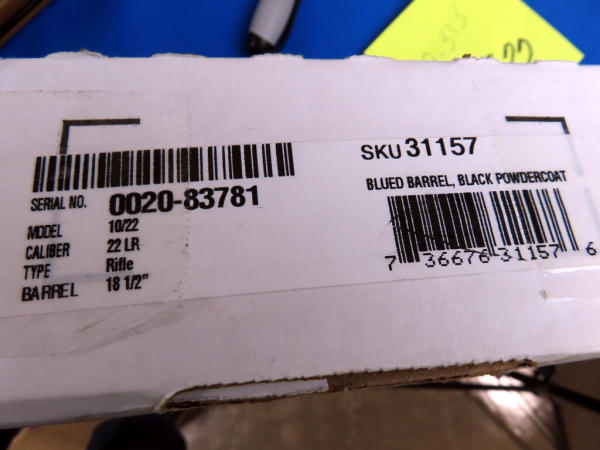 SKU 31157
SERIAL NO. 0020-83781
BLUED BARREL, BLACK POWDERCOAT
MODEL 10/22
CALIBER 22 LR
TYPE Rifle
BARREL 18 1/2"
7 36676 31157 6